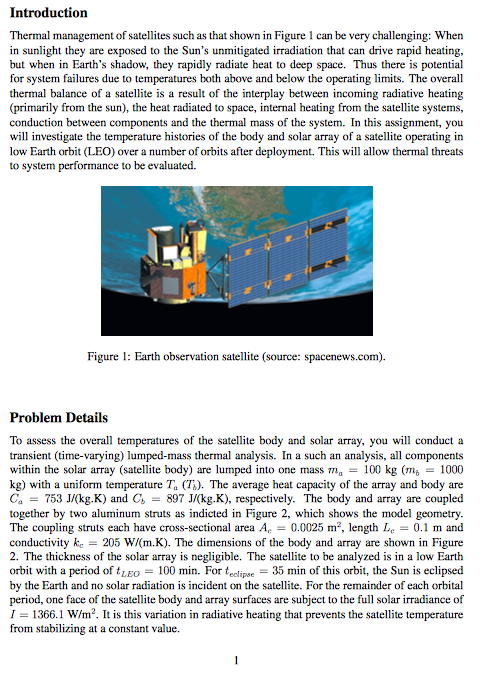 Introduction
Thermal management of satellites such as that shown in Figure 1 can be very challenging: When
in sunlight they are exposed to the Sun's unmitigated irradiation that can drive rapid heating,
but when in Earth's shadow, they rapidly radiate heat to deep space. Thus there is potential
for system failures due to temperatures both above and below the operating limits. The overall
thermal balance of a satellite is a result of the interplay between incoming radiative heating
(primarily from the sun), the heat radiated to space, internal heating from the satellite systems,
conduction between components and the thermal mass of the system. In this assignment, you
will investigate the temperature histories of the body and solar array of a satellite operating in
low Earth orbit (LEO) over a number of orbits after deployment. This will allow thermal threats
to system performance to be evaluated.
Figure 1: Earth observation satellite (source: spacenews.com).
Problem Details
To assess the overall temperatures of the satellite body and solar array, you will conduct a
transient (time-varying) lumped-mass thermal analysis. In a such an analysis, all components
within the solar array (satellite body) are lumped into one mass mₐ = 100 kg (m_b = 1000
kg) with a uniform temperature Tₐ (T_b). The average heat capacity of the array and body are
Cₐ = 753 J/(kg.K) and C_b = 897 J/(kg.K), respectively. The body and array are coupled
together by two aluminum struts as indicted in Figure 2, which shows the model geometry.
The coupling struts each have cross-sectional area A_c = 0.0025 m², length L_c = 0.1 m and
conductivity k_c = 205 W/(m.K). The dimensions of the body and array are shown in Figure
2. The thickness of the solar array is negligible. The satellite to be analyzed is in a low Earth
orbit with a period of t_LEO = 100 min. For t_eclipse = 35 min of this orbit, the Sun is eclipsed
by the Earth and no solar radiation is incident on the satellite. For the remainder of each orbital
period, one face of the satellite body and array surfaces are subject to the full solar irradiance of
I = 1366.1 W/m². It is this variation in radiative heating that prevents the satellite temperature
from stabilizing at a constant value.
1